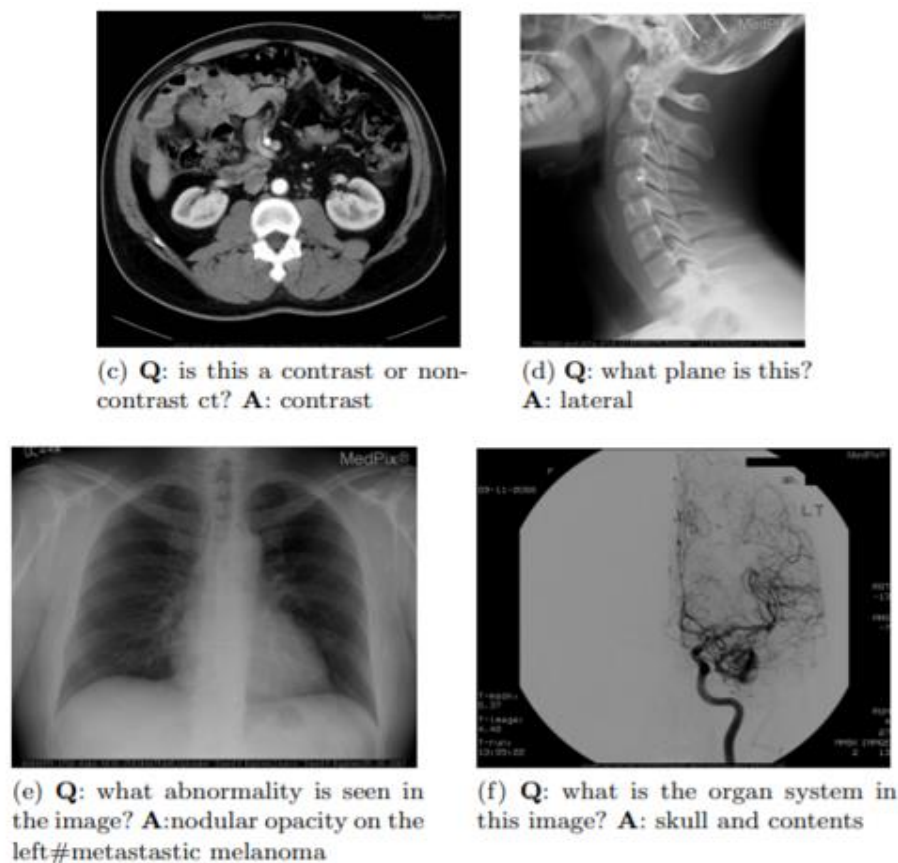 MedPix
MedPix
(c) Q: is this a contrast or non-
contrast ct? A: contrast
(d) Q: what plane is this?
A: lateral
MedPix®
MedPix®
LT
(e) Q: what abnormality is seen in
the image? A:nodular opacity on the
left#metastastic melanoma
(f) Q: what is the organ system in
this image? A: skull and contents